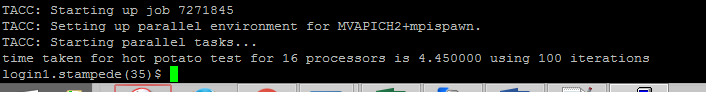 TACC: Starting up job 7271845
TACC: Setting up parallel environment for MVAPICH2+mpispawn.
TACC: Starting parallel tasks...
time taken for hot potato test for 16 processors is 4.450000 using 100 iterations
login1.stampede(35)$